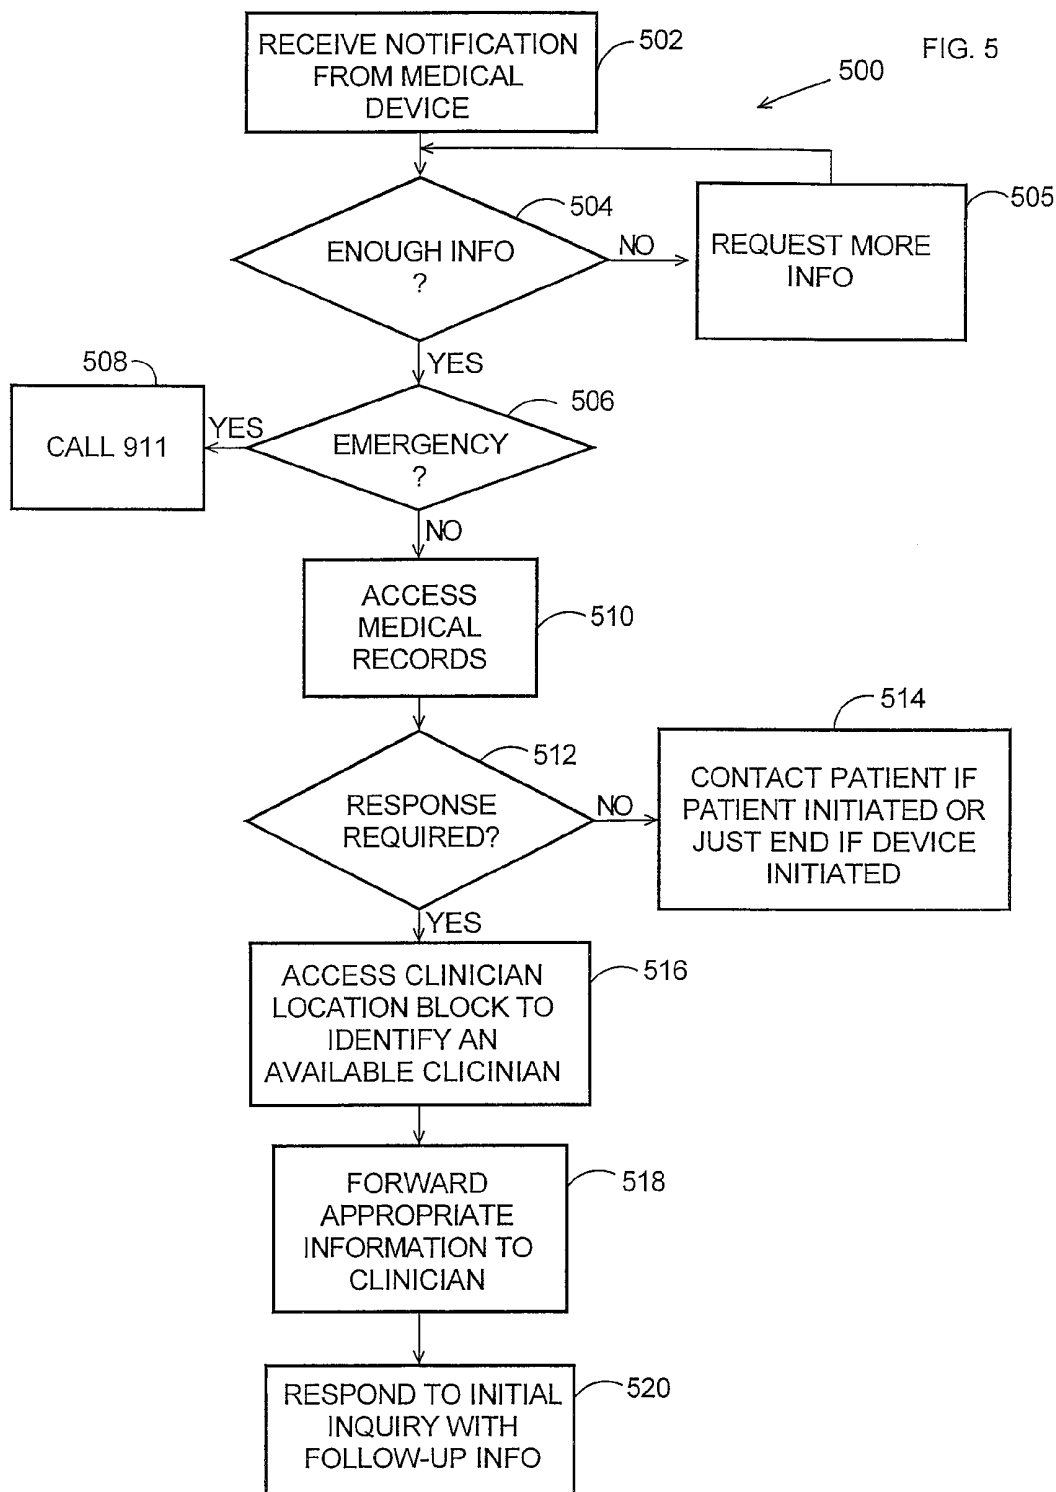 FIG. 5
500
RECEIVE NOTIFICATION
FROM MEDICAL
DEVICE
502
ENOUGH INFO
?
504
NO
REQUEST MORE
INFO
505
YES
EMERGENCY
?
506
YES
508
CALL 911
NO
ACCESS
MEDICAL
RECORDS
510
RESPONSE
REQUIRED?
512
NO
514
CONTACT PATIENT IF
PATIENT INITIATED OR
JUST END IF DEVICE
INITIATED
YES
ACCESS CLINICIAN
LOCATION BLOCK TO
IDENTIFY AN
AVAILABLE CLICINIAN
516
FORWARD
APPROPRIATE
INFORMATION TO
CLINICIAN
518
RESPOND TO INITIAL
INQUIRY WITH
FOLLOW-UP INFO
520